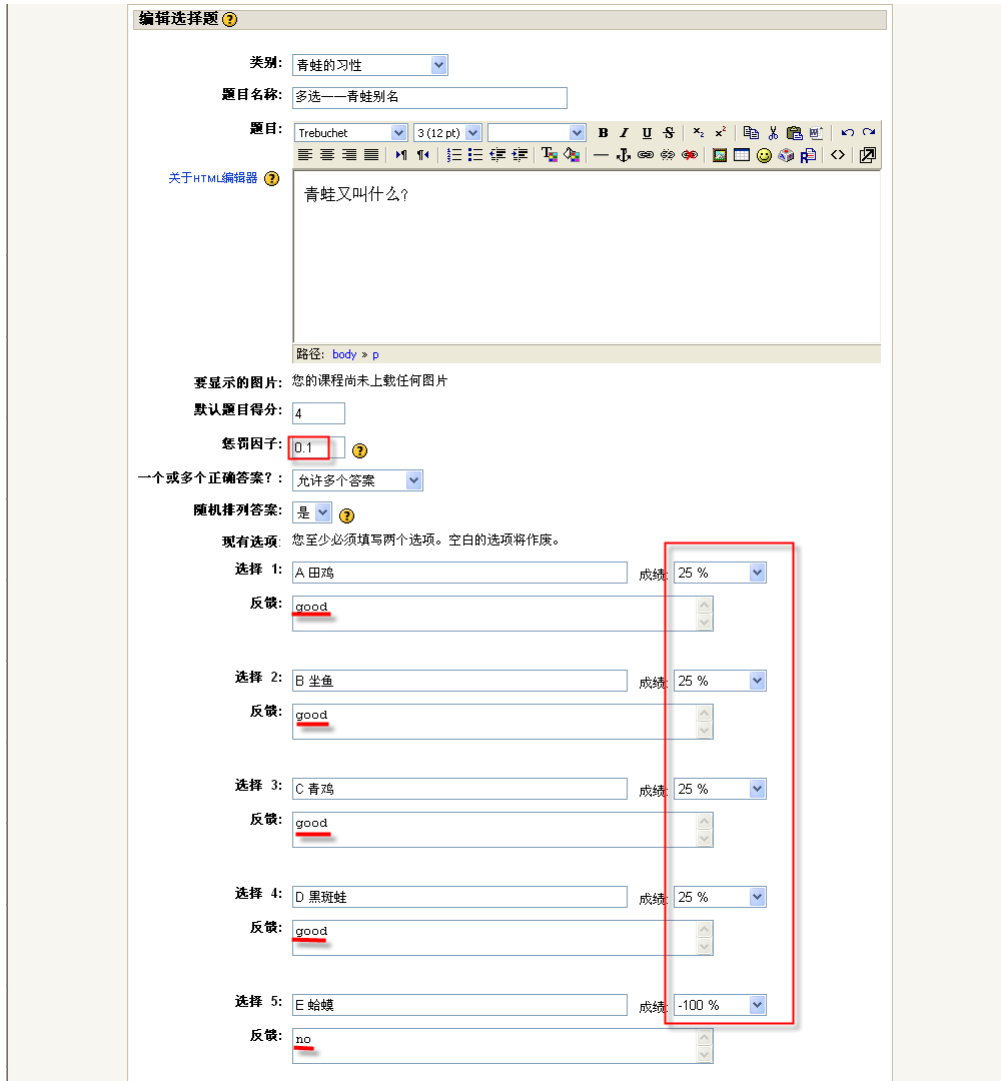 编辑选择题
类别: 青蛙的习性
题目名称: 多选——青蛙别名
题目: Trebuchet 3 (12 pt) B I U S ×₂ ×²
关于HTML编辑器
青蛙又叫什么?
路径: body » p
要显示的图片: 您的课程尚未上载任何图片
默认题目得分: 4
惩罚因子: 0.1
一个或多个正确答案?: 允许多个答案
随机排列答案: 是
现有选项: 您至少必须填写两个选项。空白的选项将作废。
选择 1: A 田鸡 成绩: 25 %
反馈: good
选择 2: B 坐鱼 成绩: 25 %
反馈: good
选择 3: C 青鸡 成绩: 25 %
反馈: good
选择 4: D 黑斑蛙 成绩: 25 %
反馈: good
选择 5: E 蛤蟆 成绩: -100 %
反馈: no